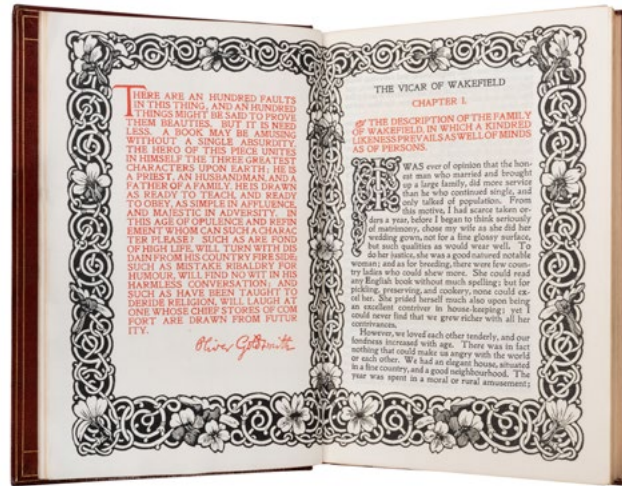 THERE ARE AN HUNDRED FAULTS
IN THIS THING, AND AN HUNDRED
THINGS MIGHT BE SAID TO PROVE
THEM BEAUTIES. BUT IT IS NEED
LESS. A BOOK MAY BE AMUSING
WITHOUT A SINGLE ABSURDITY.
THE HERO OF THIS PIECE UNITES
IN HIMSELF THE THREE GREATEST
CHARACTERS UPON EARTH; HE IS
A PRIEST, AN HUSBANDMAN, AND A
FATHER OF A FAMILY. HE IS DRAWN
AS READY TO TEACH, AND READY
TO OBEY, AS SIMPLE IN AFFLUENCE,
AND MAJESTIC IN ADVERSITY. IN
THIS AGE OF OPULENCE AND REFIN
EMENT WHOM CAN SUCH A CHARAC
TER PLEASE? SUCH AS ARE FOND
OF HIGH LIFE, WILL TURN WITH DIS
DAIN FROM HIS COUNTRY FIRE SIDE;
SUCH AS MISTAKE RIBALDRY FOR
HUMOUR, WILL FIND NO WIT IN HIS
HARMLESS CONVERSATION; AND
SUCH AS HAVE BEEN TAUGHT TO
DERIDE RELIGION, WILL LAUGH AT
ONE WHOSE CHIEF STORES OF COM
FORT ARE DRAWN FROM FUTUR
ITY.
Oliver Goldsmith
THE VICAR OF WAKEFIELD
CHAPTER I.
THE DESCRIPTION OF THE FAMILY
OF WAKEFIELD, IN WHICH A KINDRED
LIKENESS PREVAILS AS WELL OF MINDS
AS OF PERSONS.
I WAS ever of opinion that the hon-
est man who married and brought
up a large family, did more service
than he who continued single, and
only talked of population. From
this motive, I had scarce taken or-
ders a year, before I began to think seriously
of matrimony, chose my wife as she did her
wedding gown, not for a fine glossy surface,
but such qualities as would wear well. To
do her justice, she was a good natured notable
woman; and as for breeding, there were few coun-
try ladies who could shew more. She could read
any English book without much spelling; but for
pickling, preserving, and cookery, none could ex-
cel her. She prided herself much also upon being
an excellent contriver in house-keeping; yet I
could never find that we grew richer with all her
contrivances.
However, we loved each other tenderly, and our
fondness increased with age. There was in fact
nothing that could make us angry with the world
or each other. We had an elegant house, situated
in a fine country, and a good neighbourhood. The
year was spent in a moral or rural amusement;